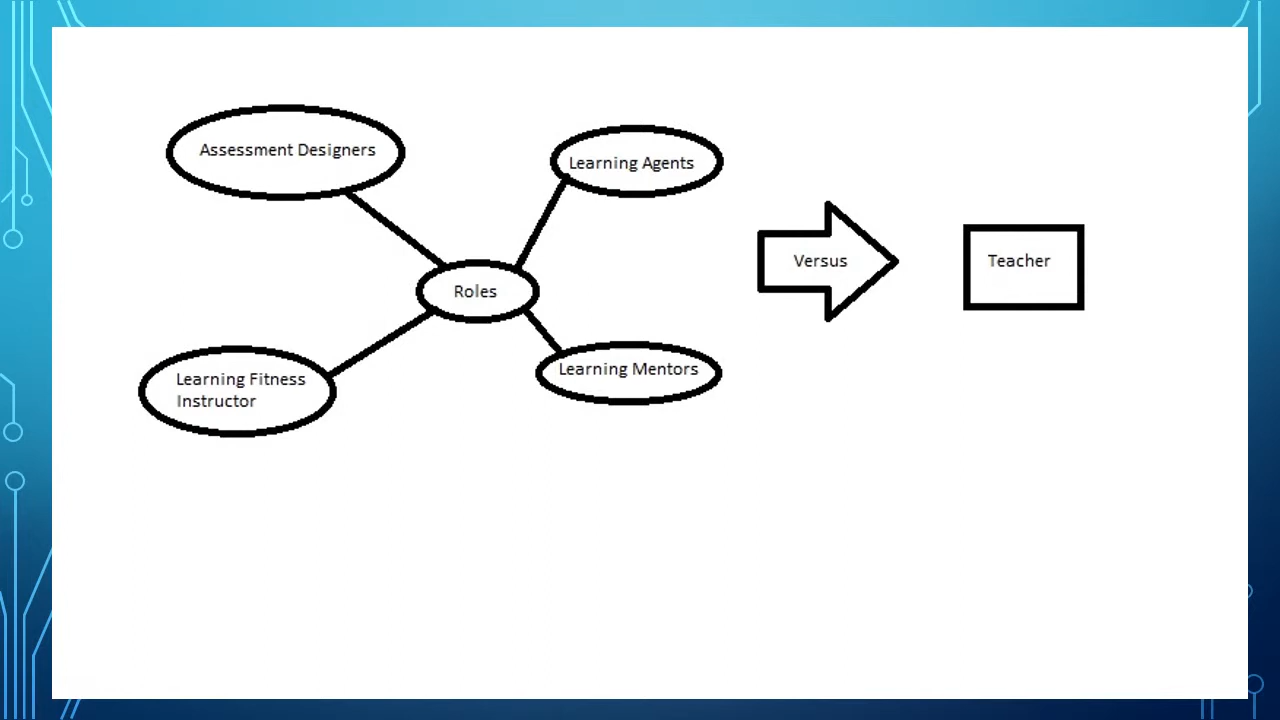 Assessment Designers
Learning Agents
Versus
Teacher
Roles
Learning Mentors
Learning Fitness
Instructor